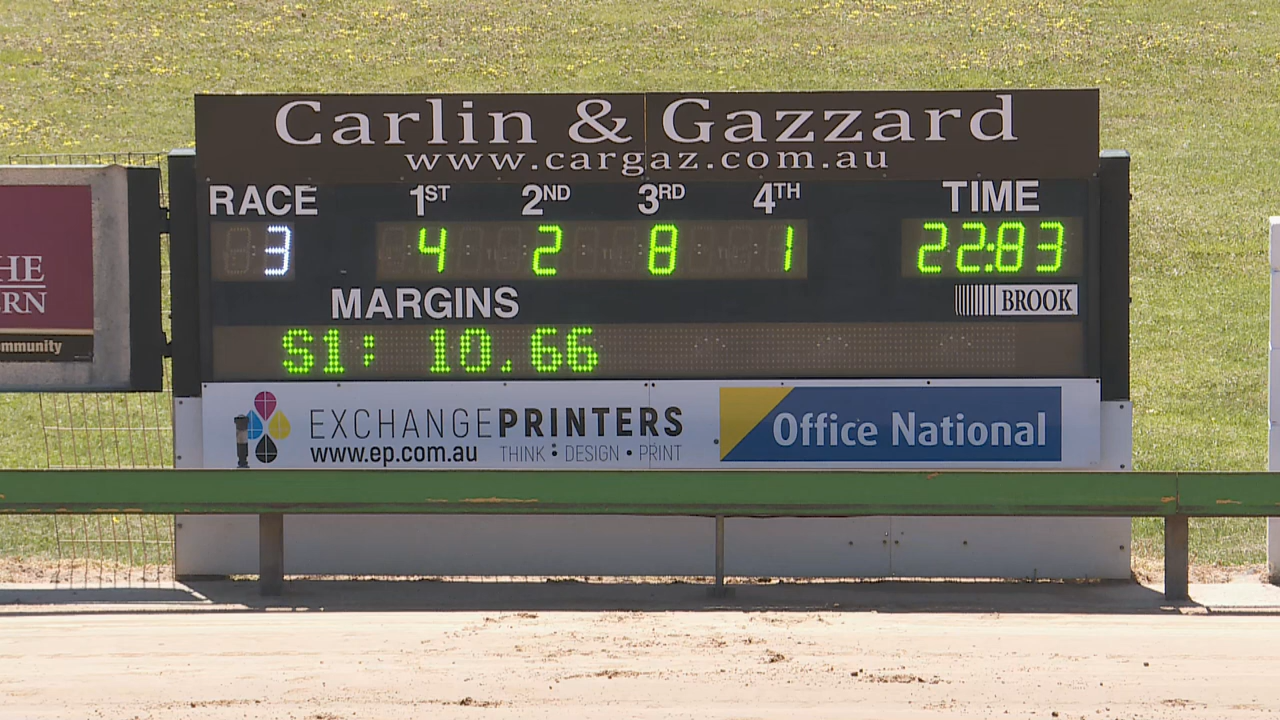 Carlin & Gazzard
www.cargaz.com.au
RACE 1ST 2ND 3RD 4TH TIME
3 4 2 8 1 22:83
MARGINS
BROOK
S1: 10.66
EXCHANGEPRINTERS
www.ep.com.au THINK : DESIGN • PRINT
Office National
HE
RN
mmunity